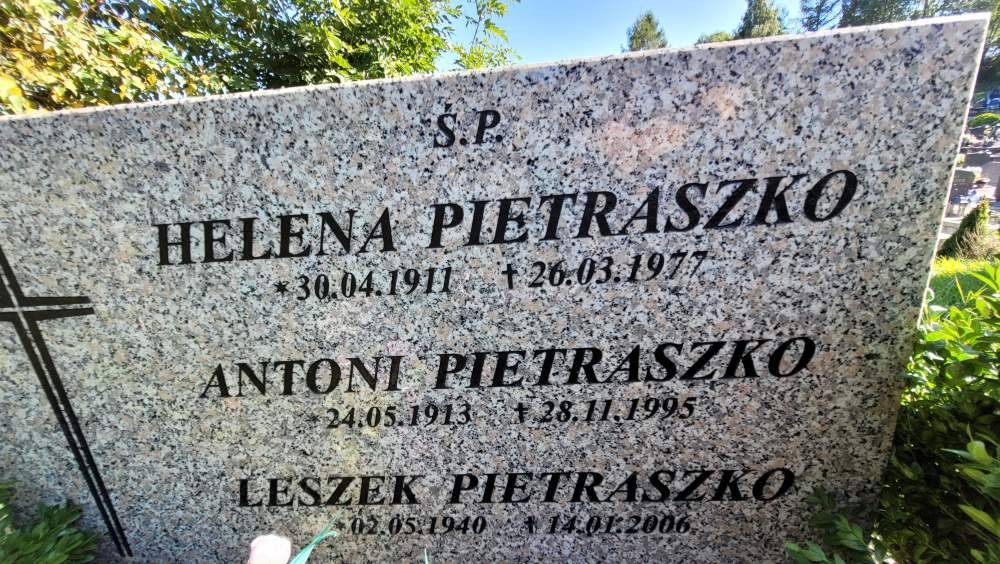 Ś.P.
HELENA PIETRASZKO
*30.04.1911 †26.03.1977
ANTONI PIETRASZKO
24.05.1913 †28.11.1995
LESZEK PIETRASZKO
*02.05.1940 †14.01.2006